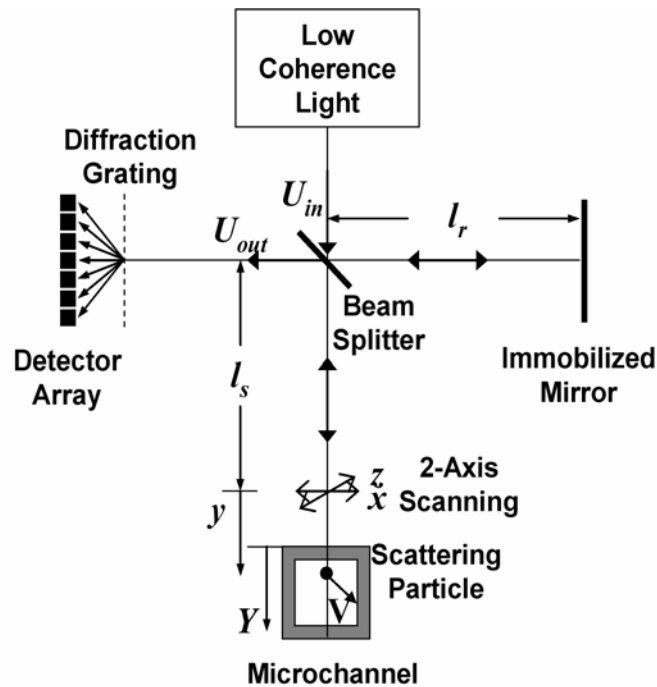 Low
Coherence
Light
Diffraction
Grating
U_in
l_r
U_out
Beam
Splitter
Immobilized
Mirror
Detector
Array
l_s
z
x
2-Axis
Scanning
y
Scattering
Particle
V
Y
Microchannel